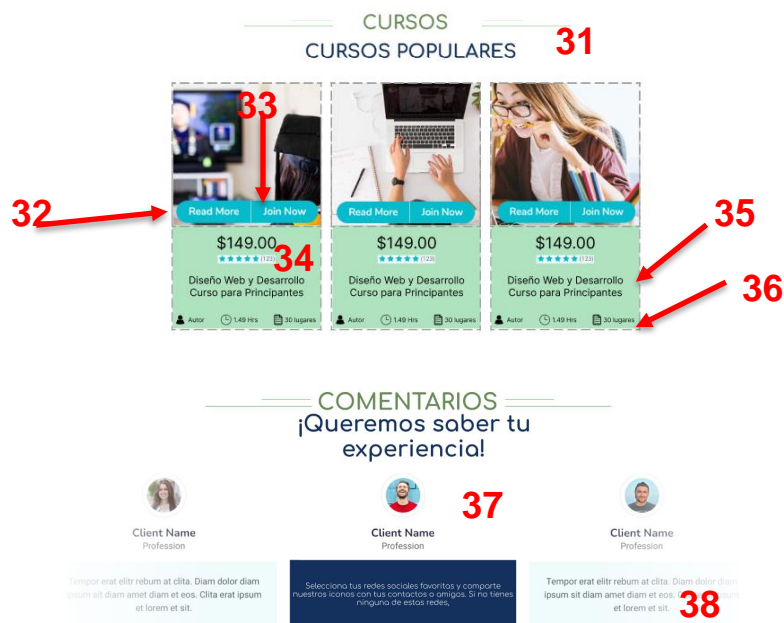 CURSOS
CURSOS POPULARES
31
33
32
Read More Join Now
Read More Join Now
Read More Join Now
35
$149.00
$149.00
$149.00
34
(123)
(123)
(123)
Diseño Web y Desarrollo
Curso para Principantes
Diseño Web y Desarrollo
Curso para Principantes
Diseño Web y Desarrollo
Curso para Principantes
36
Autor 1.49 Hrs 30 lugares
Autor 1.49 Hrs 30 lugares
Autor 1.49 Hrs 30 lugares
COMENTARIOS
¡Queremos saber tu
experiencia!
37
Client Name
Profession
Client Name
Profession
Client Name
Profession
Tempor erat elitr rebum at clita. Diam dolor diam
ipsum sit diam amet diam et eos. Clita erat ipsum
et lorem et sit.
Selecciona tus redes sociales favoritas y comparte
nuestros iconos con tus contactos o amigos. Si no tienes
ninguna de estas redes,
Tempor erat elitr rebum at clita. Diam dolor diam
ipsum sit diam amet diam et eos. Clita erat ipsum
et lorem et sit.
38